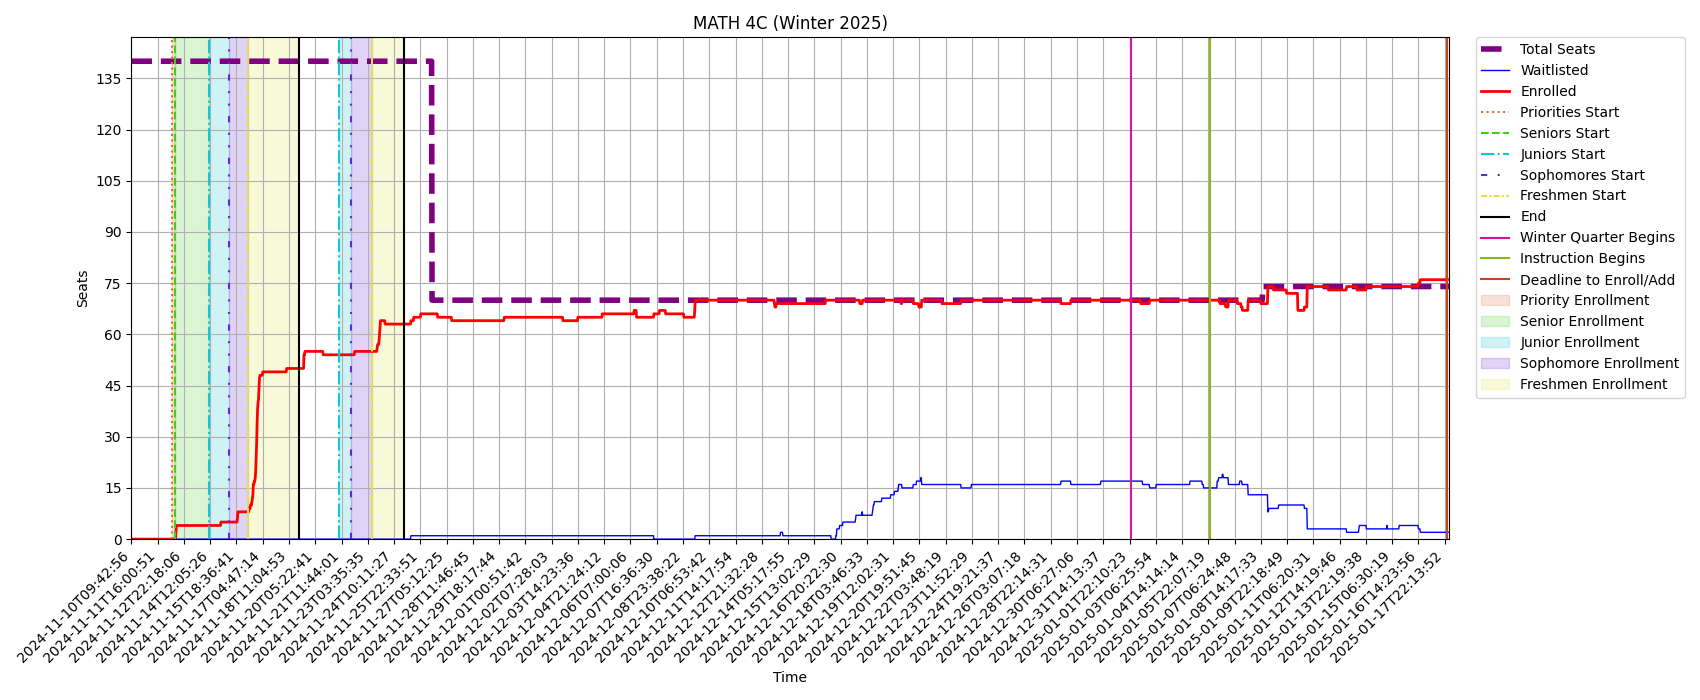 MATH 4C (Winter 2025)
Seats
135
120
105
90
75
60
45
30
15
0
2024-11-10T09:42:56
2024-11-11T16:00:51
2024-11-12T22:18:06
2024-11-14T12:05:26
2024-11-15T18:36:41
2024-11-17T04:47:14
2024-11-18T11:04:53
2024-11-20T05:22:41
2024-11-21T11:44:01
2024-11-23T03:35:35
2024-11-24T10:11:27
2024-11-25T22:33:51
2024-11-27T05:12:25
2024-11-28T11:46:45
2024-11-29T18:17:44
2024-12-01T00:51:42
2024-12-02T07:28:03
2024-12-03T14:23:36
2024-12-04T21:24:12
2024-12-06T07:00:06
2024-12-07T16:36:30
2024-12-08T23:38:22
2024-12-10T06:53:42
2024-12-11T14:17:54
2024-12-12T21:32:28
2024-12-14T05:17:55
2024-12-15T13:02:29
2024-12-16T20:22:30
2024-12-18T03:46:33
2024-12-19T12:02:31
2024-12-20T19:51:45
2024-12-22T03:48:19
2024-12-23T11:52:29
2024-12-24T19:21:37
2024-12-26T03:07:18
2024-12-28T22:14:31
2024-12-30T06:27:06
2024-12-31T14:13:37
2025-01-01T22:10:23
2025-01-03T06:25:54
2025-01-04T14:14:14
2025-01-05T22:07:19
2025-01-07T06:24:48
2025-01-08T14:17:33
2025-01-09T22:18:49
2025-01-11T06:20:31
2025-01-12T14:19:46
2025-01-13T22:19:38
2025-01-15T06:30:19
2025-01-16T14:23:56
2025-01-17T22:13:52
Time
Total Seats
Waitlisted
Enrolled
Priorities Start
Seniors Start
Juniors Start
Sophomores Start
Freshmen Start
End
Winter Quarter Begins
Instruction Begins
Deadline to Enroll/Add
Priority Enrollment
Senior Enrollment
Junior Enrollment
Sophomore Enrollment
Freshmen Enrollment